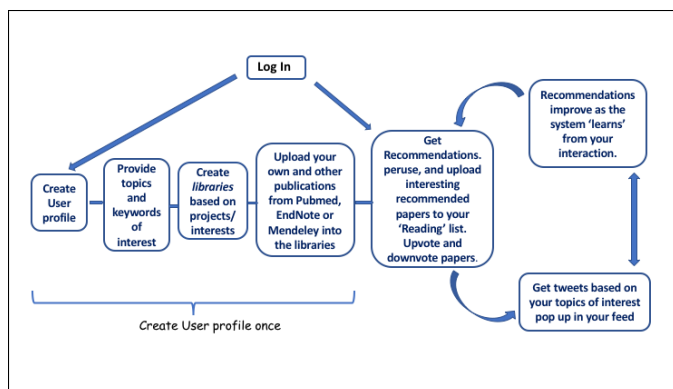 Log In
Create
User
profile
Provide
topics
and
keywords
of
interest
Create
libraries
based on
projects/
interests
Upload your
own and other
publications
from Pubmed,
EndNote or
Mendeley into
the libraries
Get
Recommendations.
peruse, and upload
interesting
recommended
papers to your
‘Reading’ list.
Upvote and
downvote papers.
Recommendations
improve as the
system ‘learns’
from your
interaction.
Get tweets based on
your topics of interest
pop up in your feed
Create User profile once